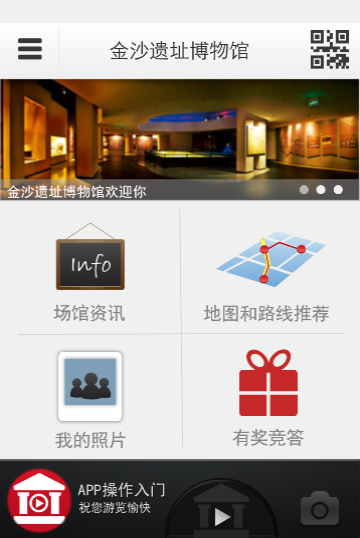 金沙遗址博物馆
金沙遗址博物馆欢迎你
Info
场馆资讯
地图和路线推荐
我的照片
有奖竞答
APP操作入门
祝您游览愉快